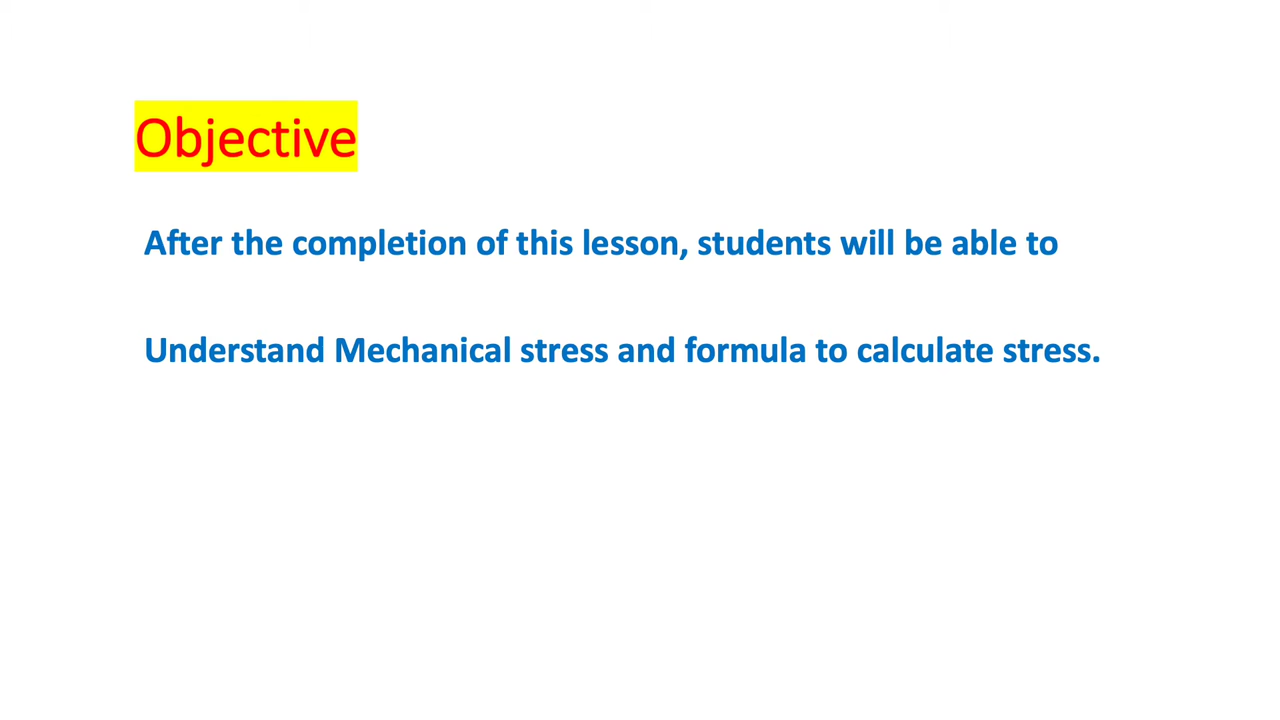 Objective
After the completion of this lesson, students will be able to
Understand Mechanical stress and formula to calculate stress.